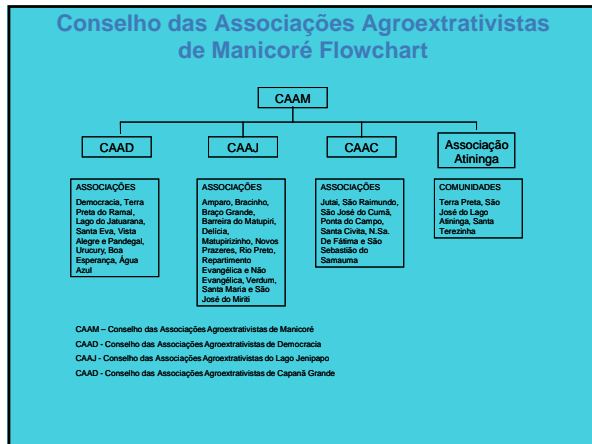 Conselho das Associações Agroextrativistas
de Manicoré Flowchart
CAAM
CAAD
CAAJ
CAAC
Associação
Atininga
ASSOCIAÇÕES
Democracia, Terra
Preta do Ramal,
Lago do Jatuarana,
Santa Eva, Vista
Alegre e Pandegal,
Urucury, Boa
Esperança, Água
Azul
ASSOCIAÇÕES
Amparo, Bracinho,
Braço Grande,
Barreira do Matupiri,
Delícia,
Matupirizinho, Novos
Prazeres, Rio Preto,
Repartimento
Evangélica e Não
Evangélica, Verdum,
Santa Maria e São
José do Miriti
ASSOCIAÇÕES
Jutaí, São Raimundo,
São José do Cumã,
Ponta do Campo,
Santa Civita, N.Sa.
De Fátima e São
Sebastião do
Samauma
COMUNIDADES
Terra Preta, São
José do Lago
Atininga, Santa
Terezinha
CAAM – Conselho das Associações Agroextrativistas de Manicoré
CAAD - Conselho das Associações Agroextrativistas de Democracia
CAAJ - Conselho das Associações Agroextrativistas do Lago Jenipapo
CAAD - Conselho das Associações Agroextrativistas de Capanã Grande